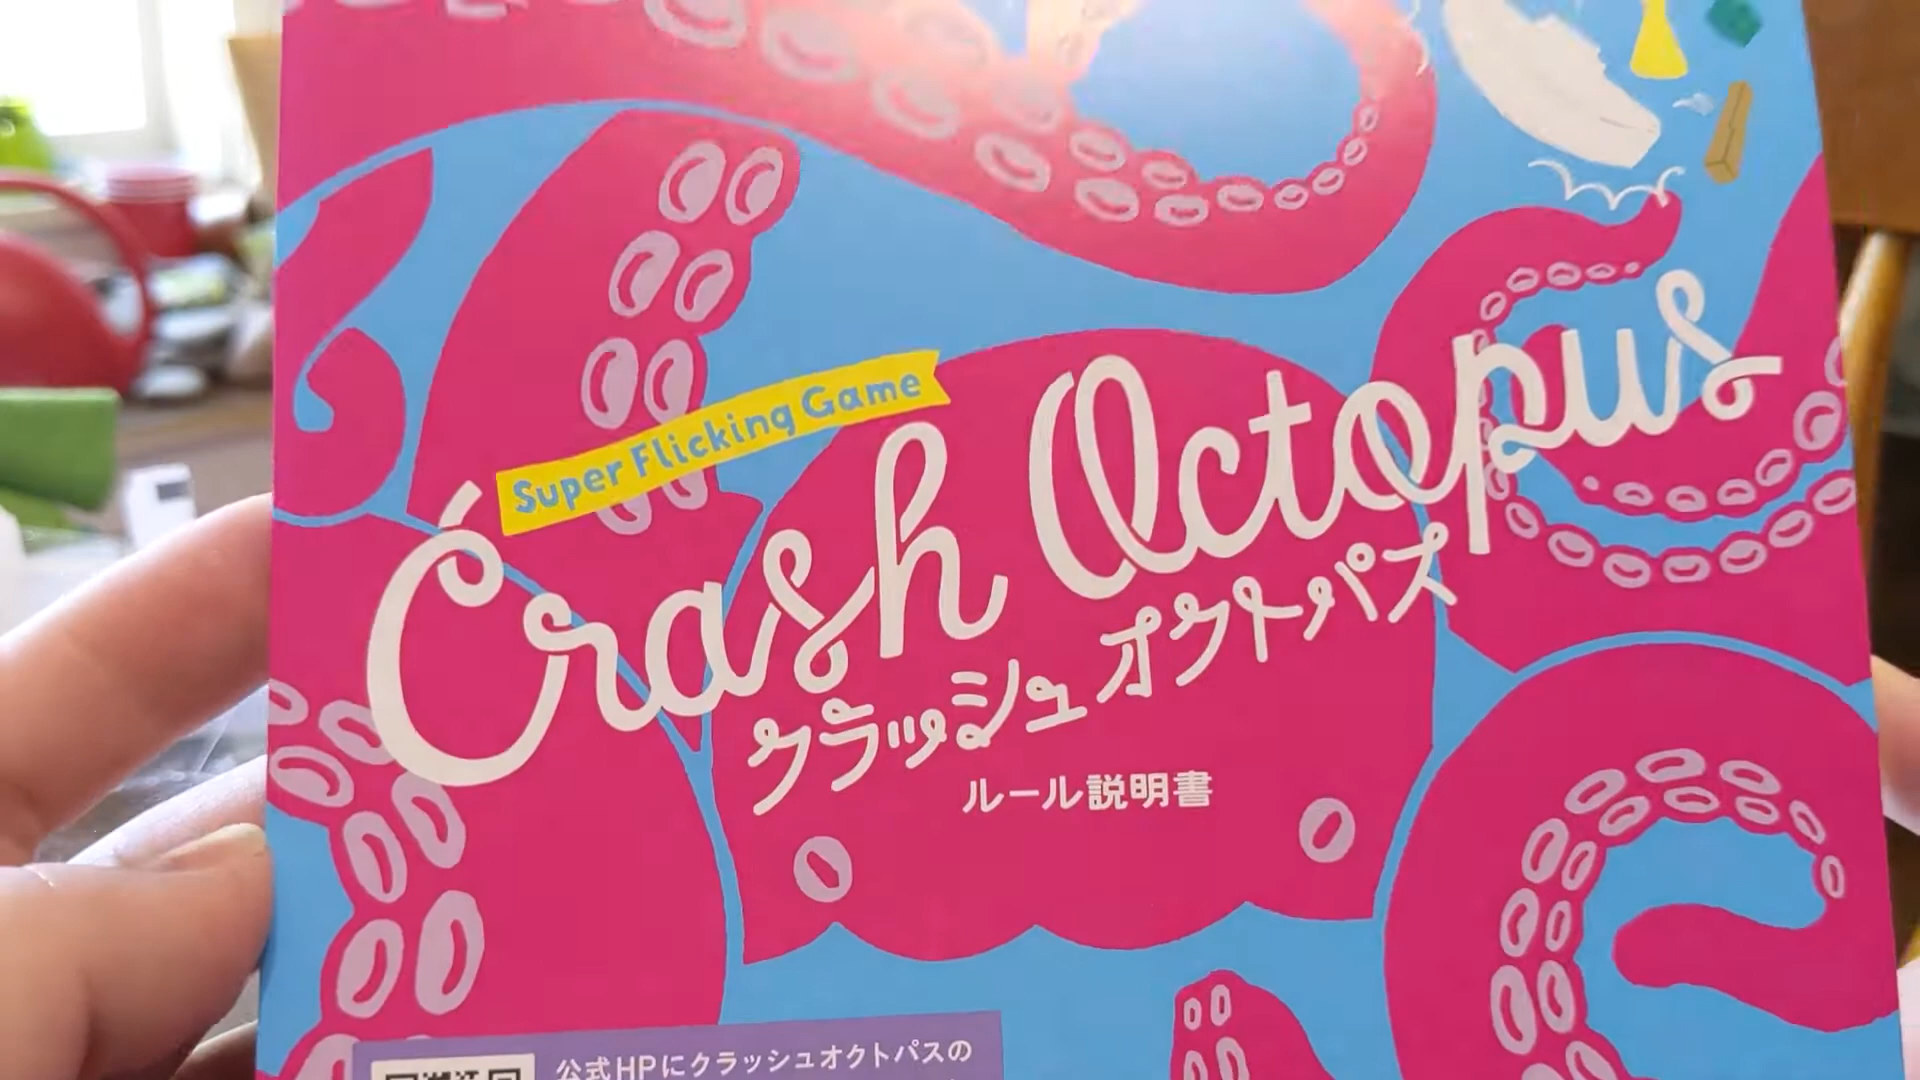 Super Flicking Game
Crash Octopus
クラッシュオクトパス
ルール説明書
公式HPにクラッシュオクトパスの